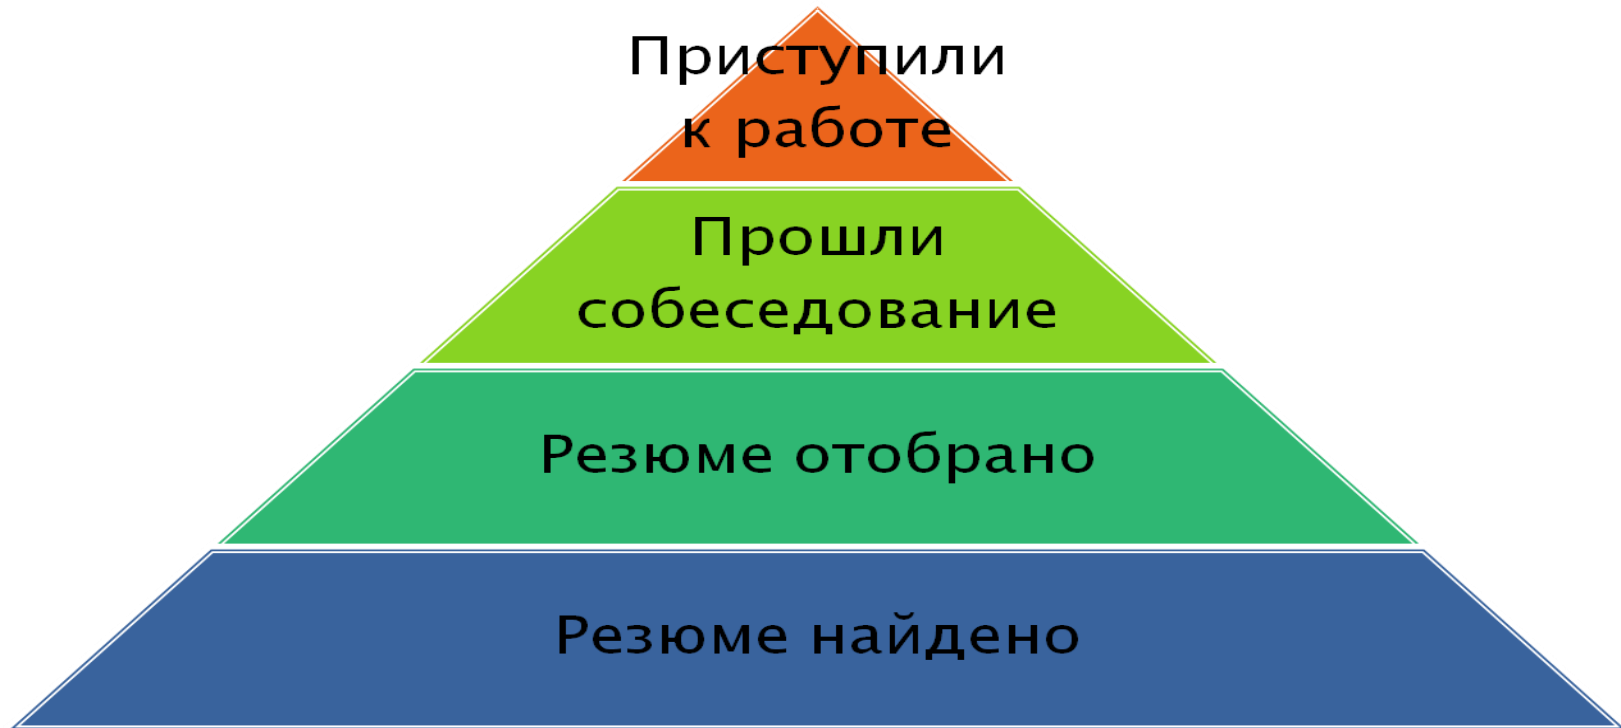 Приступили
к работе
Прошли
собеседование
Резюме отобрано
Резюме найдено